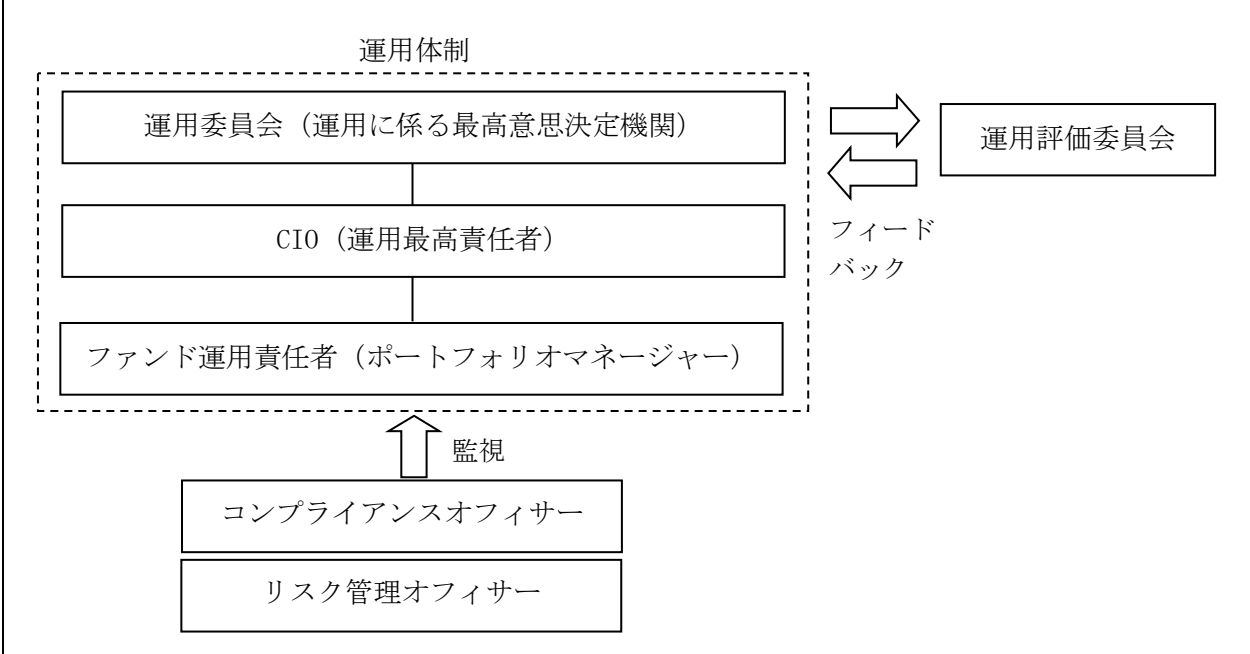 運用体制
運用委員会（運用に係る最高意思決定機関）
運用評価委員会
CIO（運用最高責任者）
フィード
バック
ファンド運用責任者（ポートフォリオマネージャー）
監視
コンプライアンスオフィサー
リスク管理オフィサー